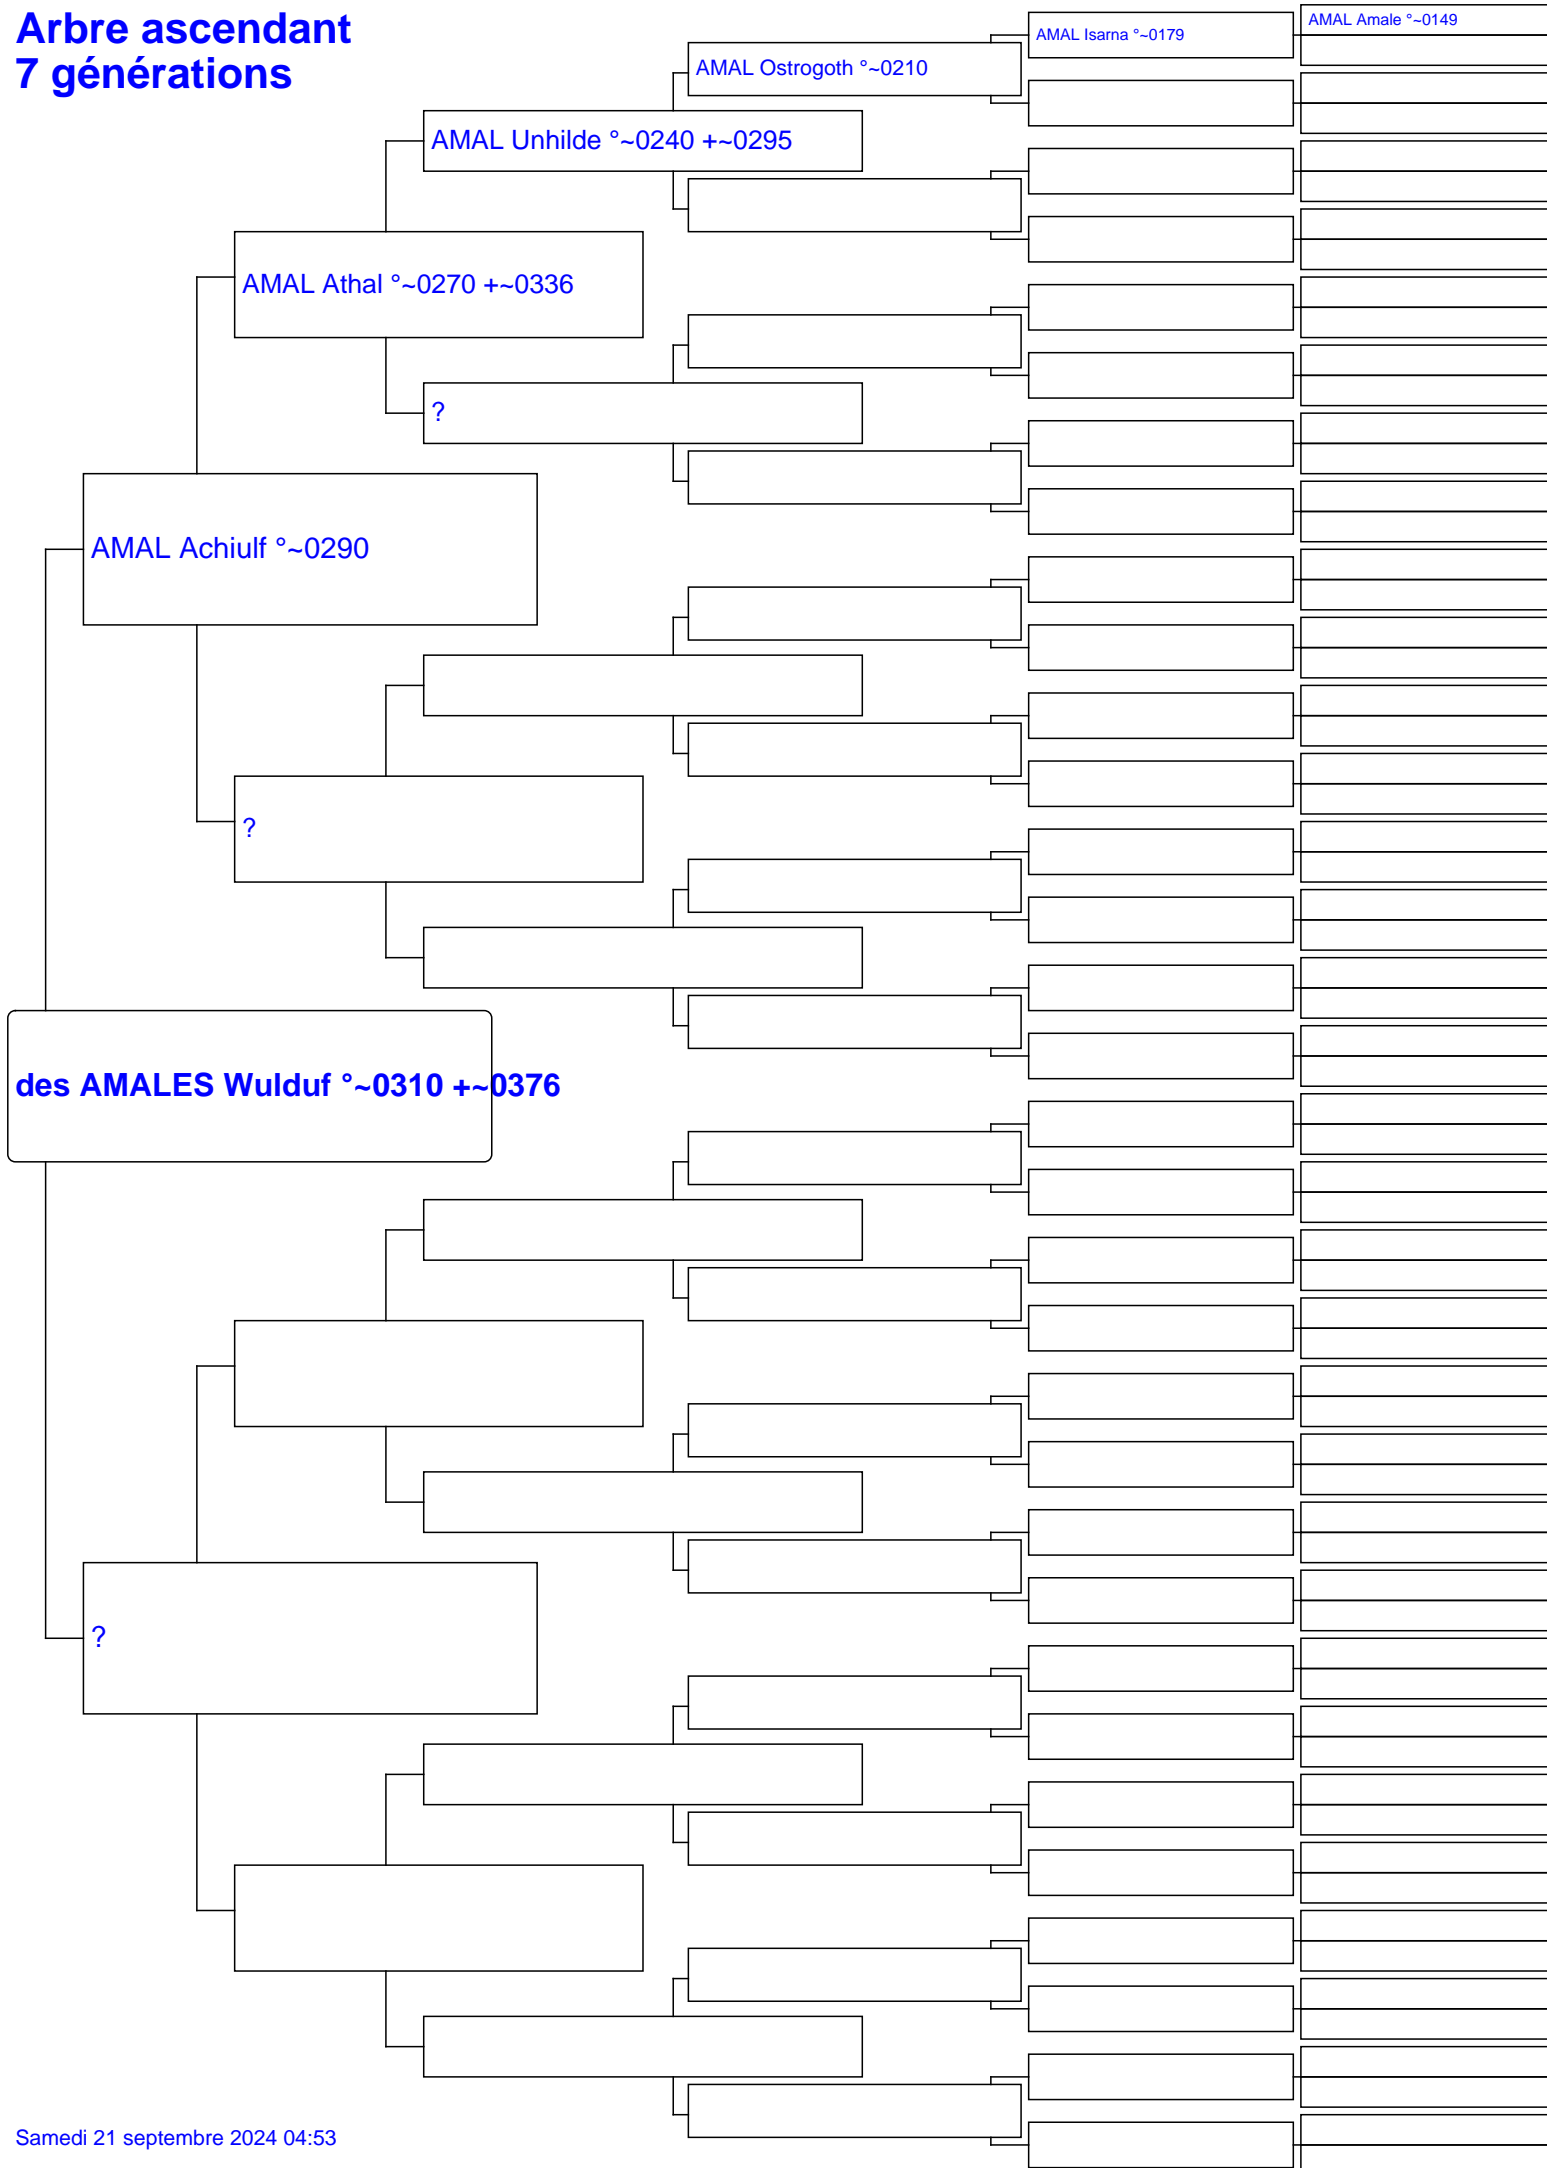 Arbre ascendant
7 générations
AMAL Amale °~0149
AMAL Isarna °~0179
AMAL Ostrogoth °~0210
AMAL Unhilde °~0240 +~0295
AMAL Athal °~0270 +~0336
?
AMAL Achiulf °~0290
?
des AMALES Wulduf °~0310 +~0376
?
Samedi 21 septembre 2024 04:53